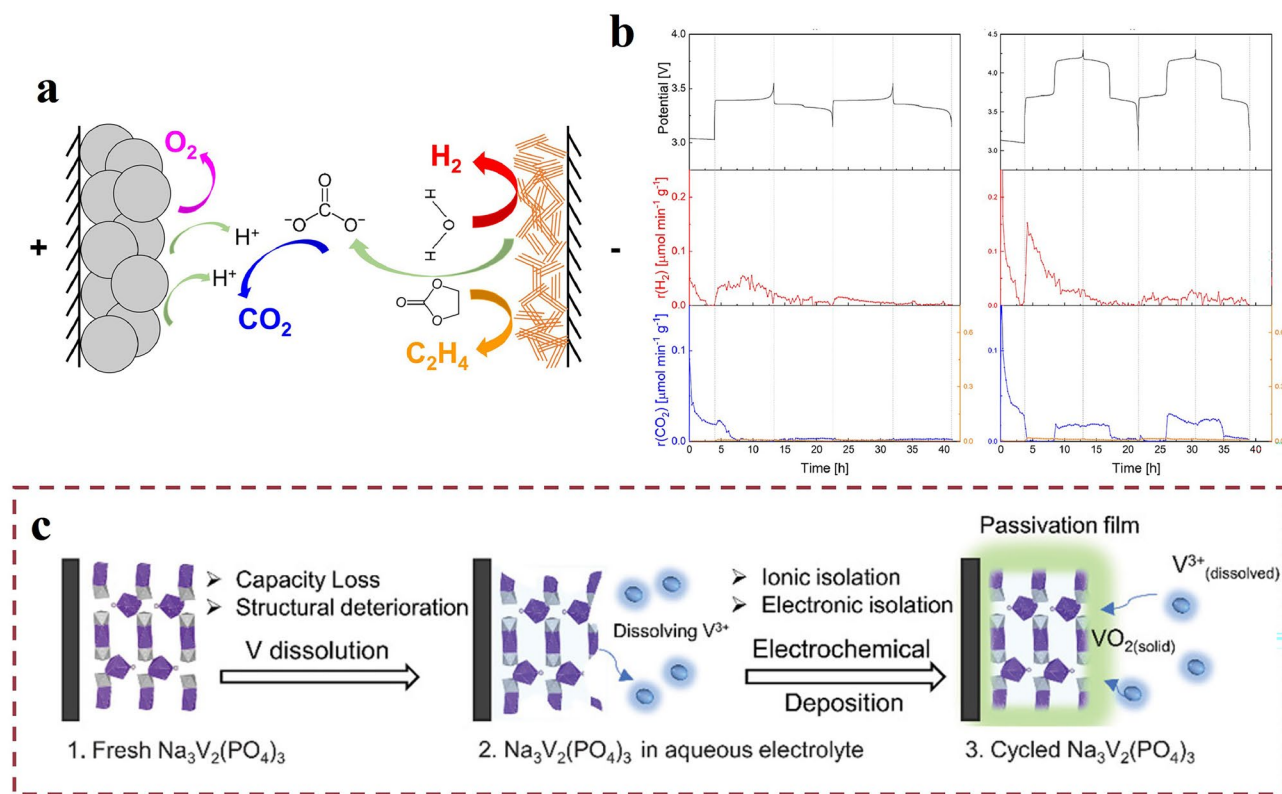 a
O₂
H₂
O
⁻O
O⁻
C
H
O
H
+
-
H⁺
H⁺
CO₂
O
O
O
C₂H₄
b
Potential [V]
4.0
3.5
3.0
4.5
4.0
3.5
r(H₂) [µmol min⁻¹ g⁻¹]
0.2
0.1
0.0
0.2
0.1
0.0
r(CO₂) [µmol min⁻¹ g⁻¹]
0.1
0.0
0.6
0.3
0.0
0.1
0.0
0.6
0.3
0 5 10 15 20 25 30 35 40
0 5 10 15 20 25 30 35 40
Time [h]
Time [h]
c
➢ Capacity Loss
➢ Structural deterioration
V dissolution
1. Fresh Na₃V₂(PO₄)₃
Dissolving V³⁺
2. Na₃V₂(PO₄)₃ in aqueous electrolyte
➢ Ionic isolation
➢ Electronic isolation
Electrochemical
Deposition
Passivation film
V³⁺(dissolved)
VO₂(solid)
3. Cycled Na₃V₂(PO₄)₃